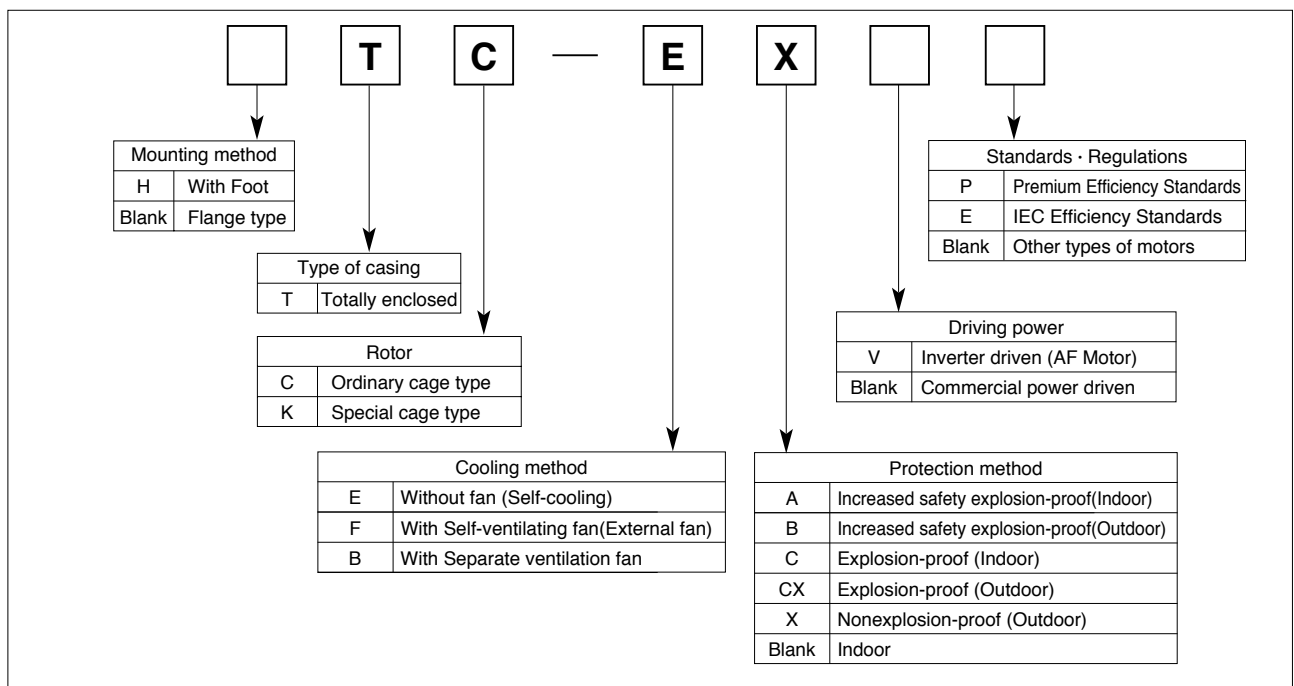 T C — E X
Mounting method
H With Foot
Blank Flange type
Standards · Regulations
P Premium Efficiency Standards
E IEC Efficiency Standards
Blank Other types of motors
Type of casing
T Totally enclosed
Driving power
V Inverter driven (AF Motor)
Blank Commercial power driven
Rotor
C Ordinary cage type
K Special cage type
Cooling method
E Without fan (Self-cooling)
F With Self-ventilating fan(External fan)
B With Separate ventilation fan
Protection method
A Increased safety explosion-proof(Indoor)
B Increased safety explosion-proof(Outdoor)
C Explosion-proof (Indoor)
CX Explosion-proof (Outdoor)
X Nonexplosion-proof (Outdoor)
Blank Indoor